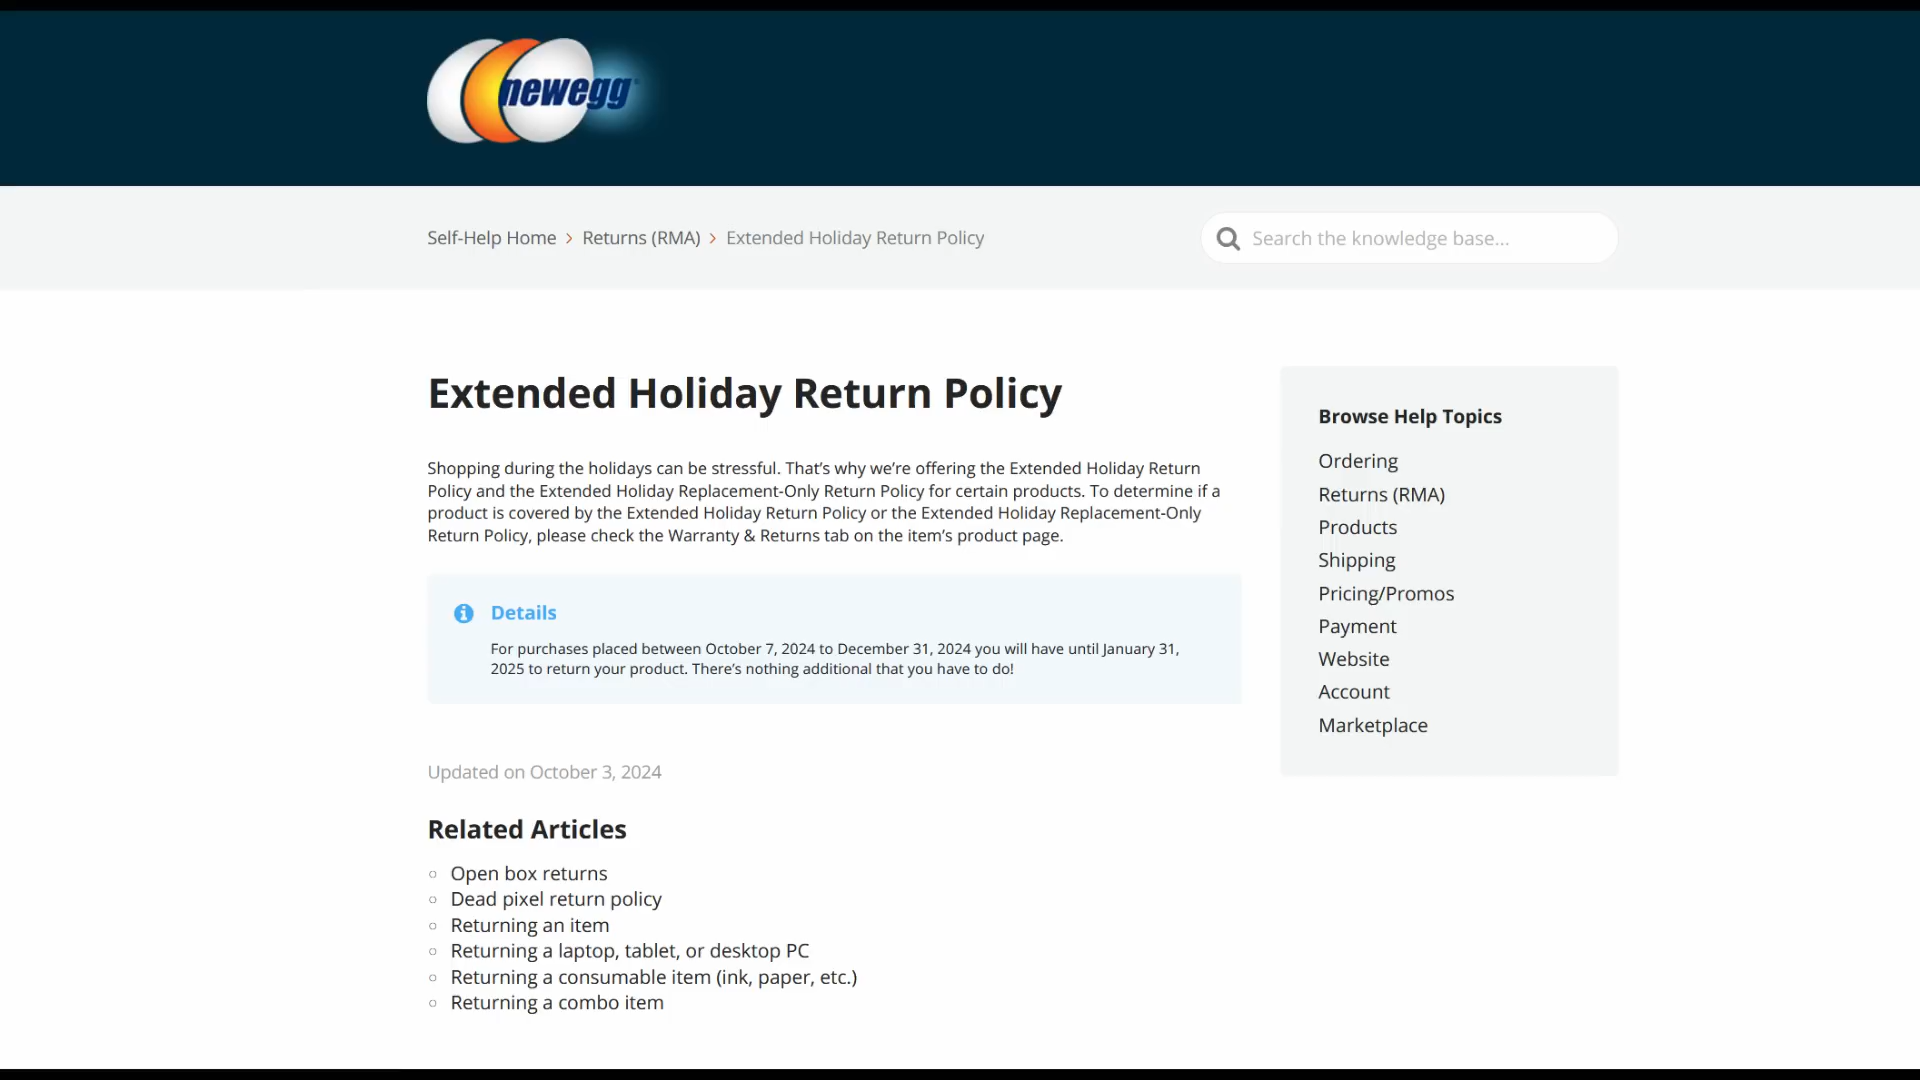 newegg
Self-Help Home > Returns (RMA) > Extended Holiday Return Policy
Search the knowledge base...
Extended Holiday Return Policy
Shopping during the holidays can be stressful. That’s why we’re offering the Extended Holiday Return
Policy and the Extended Holiday Replacement-Only Return Policy for certain products. To determine if a
product is covered by the Extended Holiday Return Policy or the Extended Holiday Replacement-Only
Return Policy, please check the Warranty & Returns tab on the item’s product page.
Details
For purchases placed between October 7, 2024 to December 31, 2024 you will have until January 31,
2025 to return your product. There’s nothing additional that you have to do!
Updated on October 3, 2024
Related Articles
Open box returns
Dead pixel return policy
Returning an item
Returning a laptop, tablet, or desktop PC
Returning a consumable item (ink, paper, etc.)
Returning a combo item
Browse Help Topics
Ordering
Returns (RMA)
Products
Shipping
Pricing/Promos
Payment
Website
Account
Marketplace